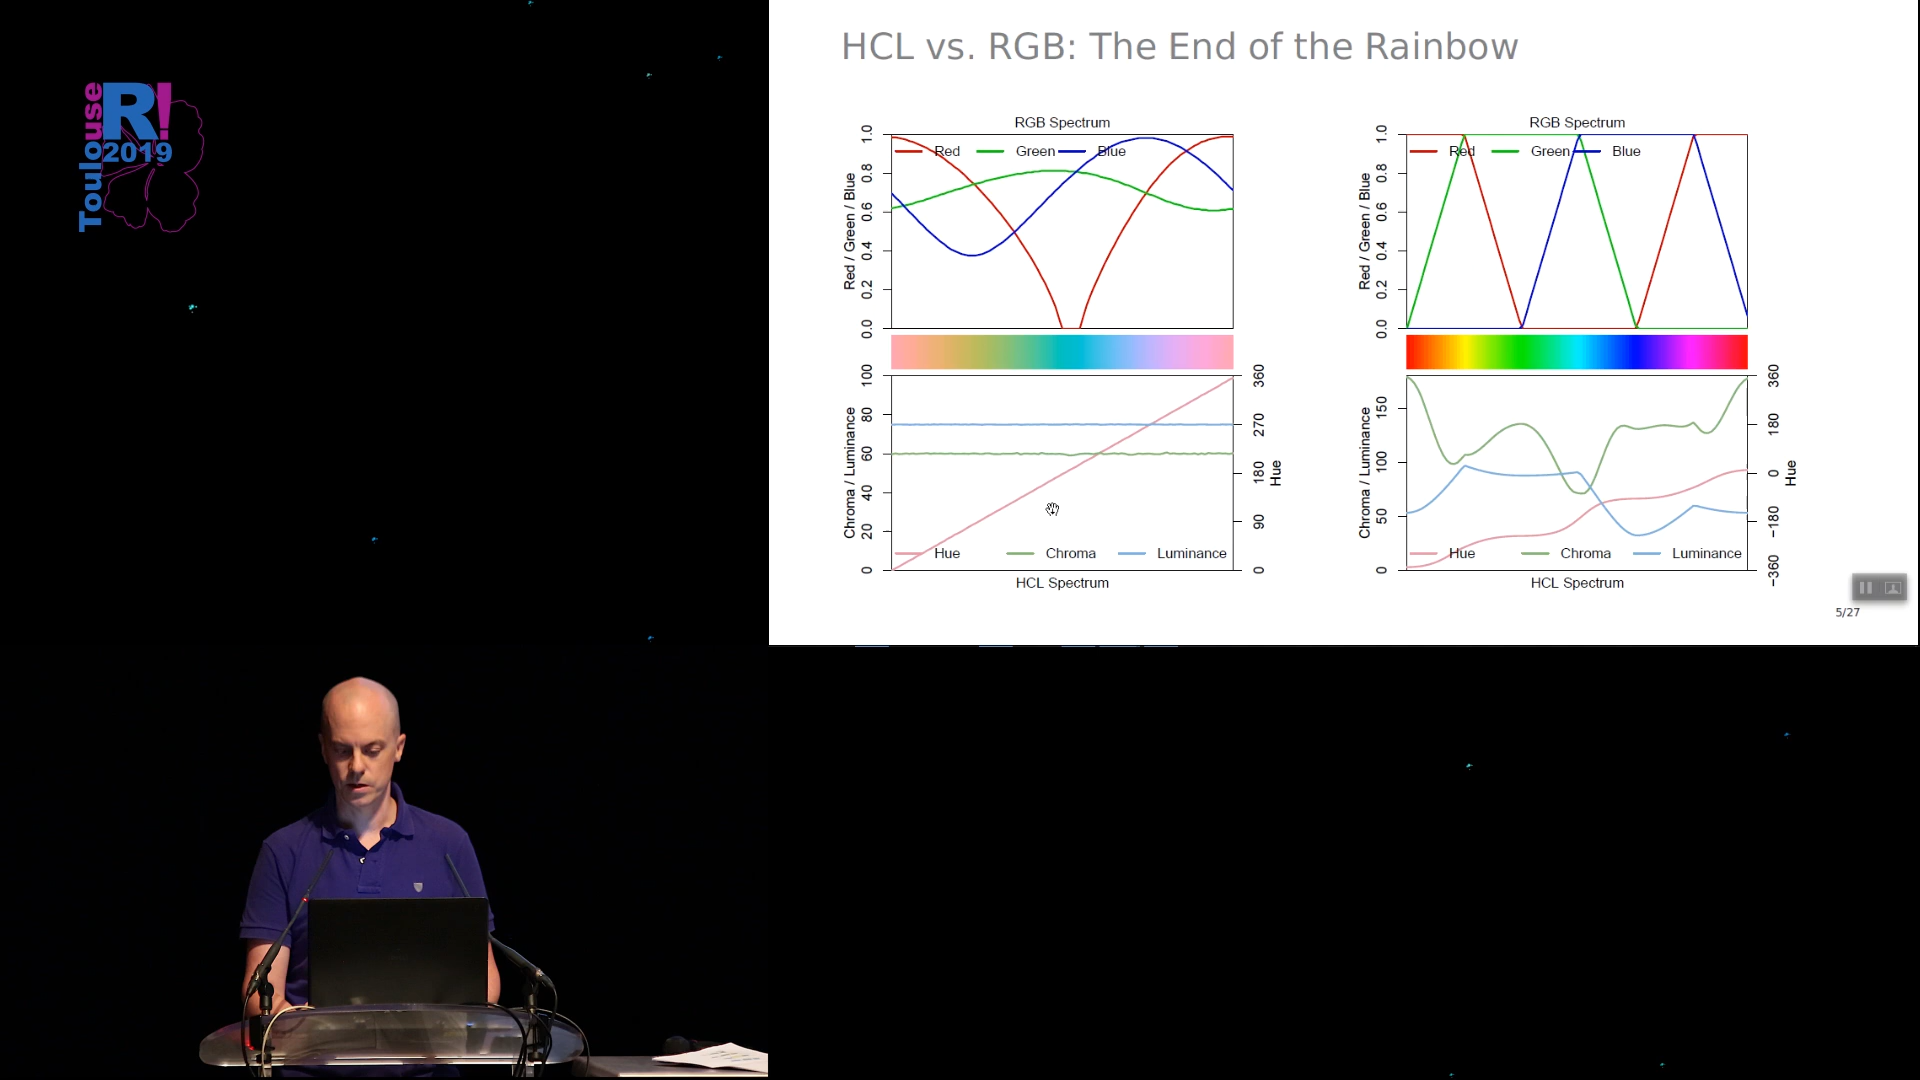 Toulouse
R!
2019
HCL vs. RGB: The End of the Rainbow
RGB Spectrum
Red / Green / Blue
0.0 0.2 0.4 0.6 0.8 1.0
Red Green Blue
Chroma / Luminance
0 20 40 60 80 100
Hue
0 90 180 270 360
Hue Chroma Luminance
HCL Spectrum
RGB Spectrum
Red / Green / Blue
0.0 0.2 0.4 0.6 0.8 1.0
Red Green Blue
Chroma / Luminance
0 50 100 150
Hue
−360 −180 0 180 360
Hue Chroma Luminance
HCL Spectrum
5/27